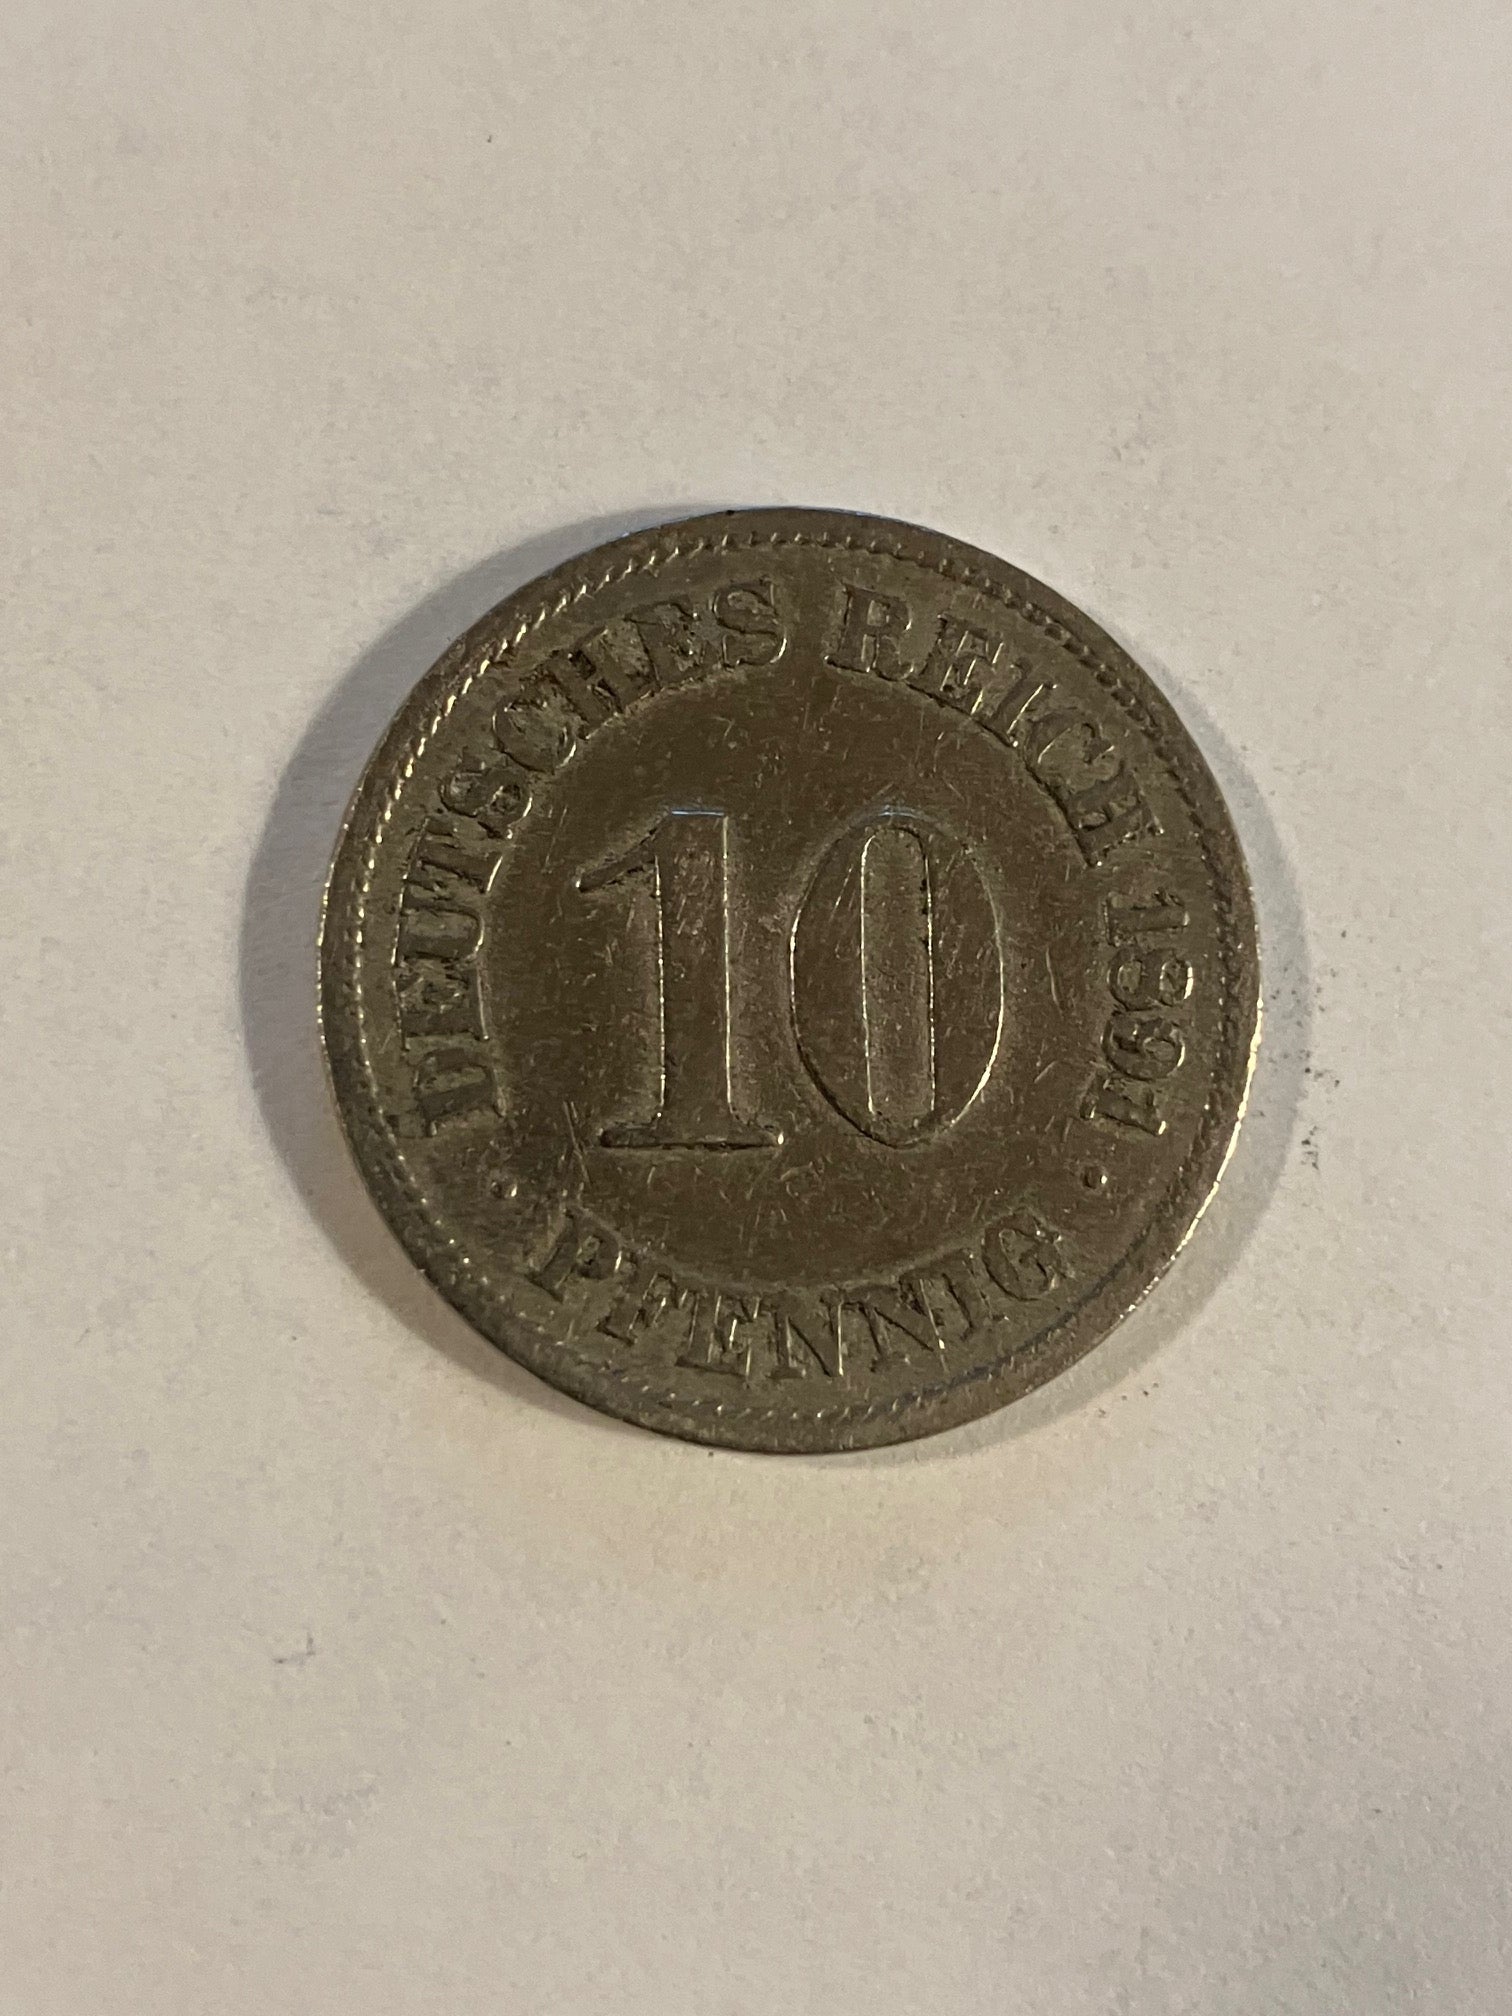 DEUTSCHES REICH 1891
10
· PFENNIG ·